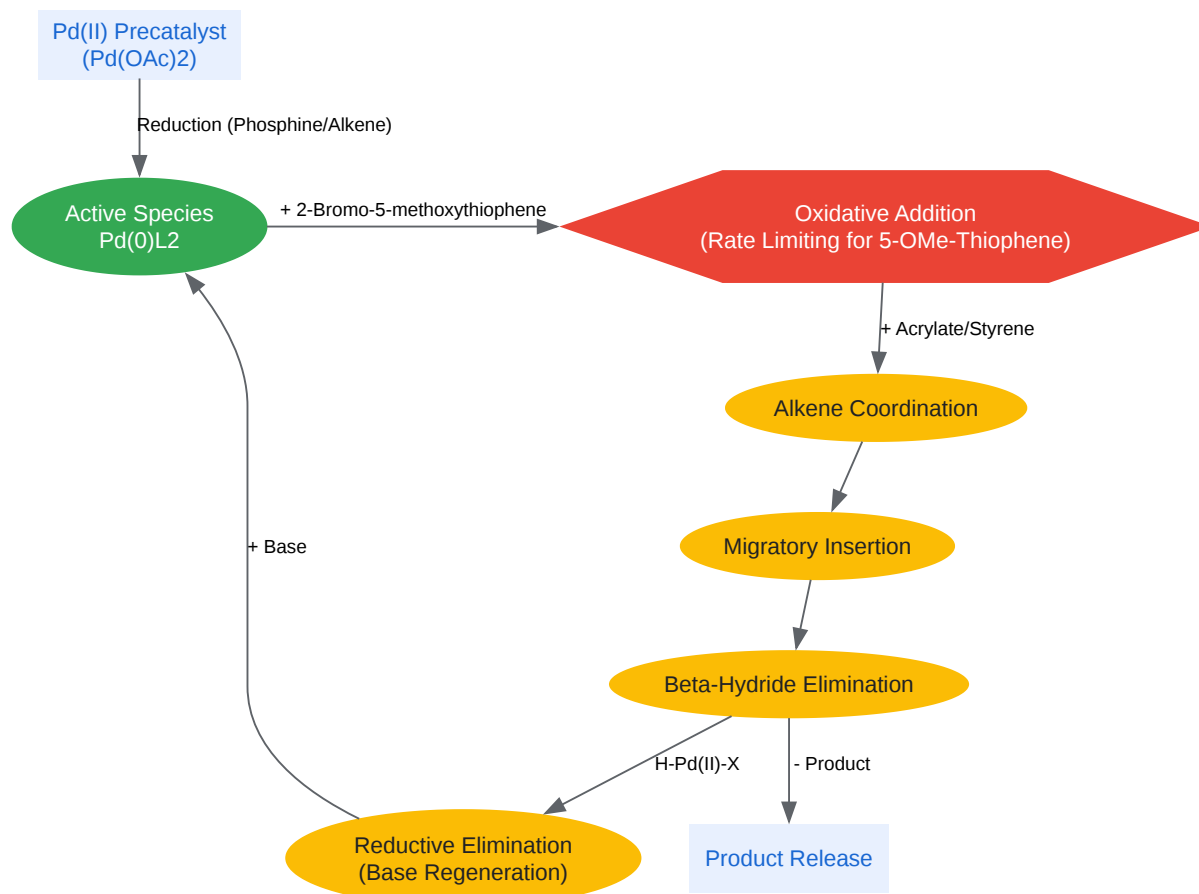 Pd(II) Precatalyst
(Pd(OAc)2)
Reduction (Phosphine/Alkene)
Active Species
Pd(0)L2
+ 2-Bromo-5-methoxythiophene
Oxidative Addition
(Rate Limiting for 5-OMe-Thiophene)
+ Acrylate/Styrene
Alkene Coordination
Migratory Insertion
+ Base
Beta-Hydride Elimination
H-Pd(II)-X
- Product
Reductive Elimination
(Base Regeneration)
Product Release